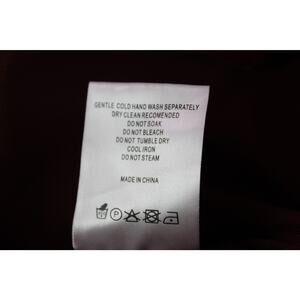 GENTLE COLD HAND WASH SEPARATELY
DRY CLEAN RECOMENDED
DO NOT SOAK
DO NOT BLEACH
DO NOT TUMBLE DRY
COOL IRON
DO NOT STEAM
MADE IN CHINA
P